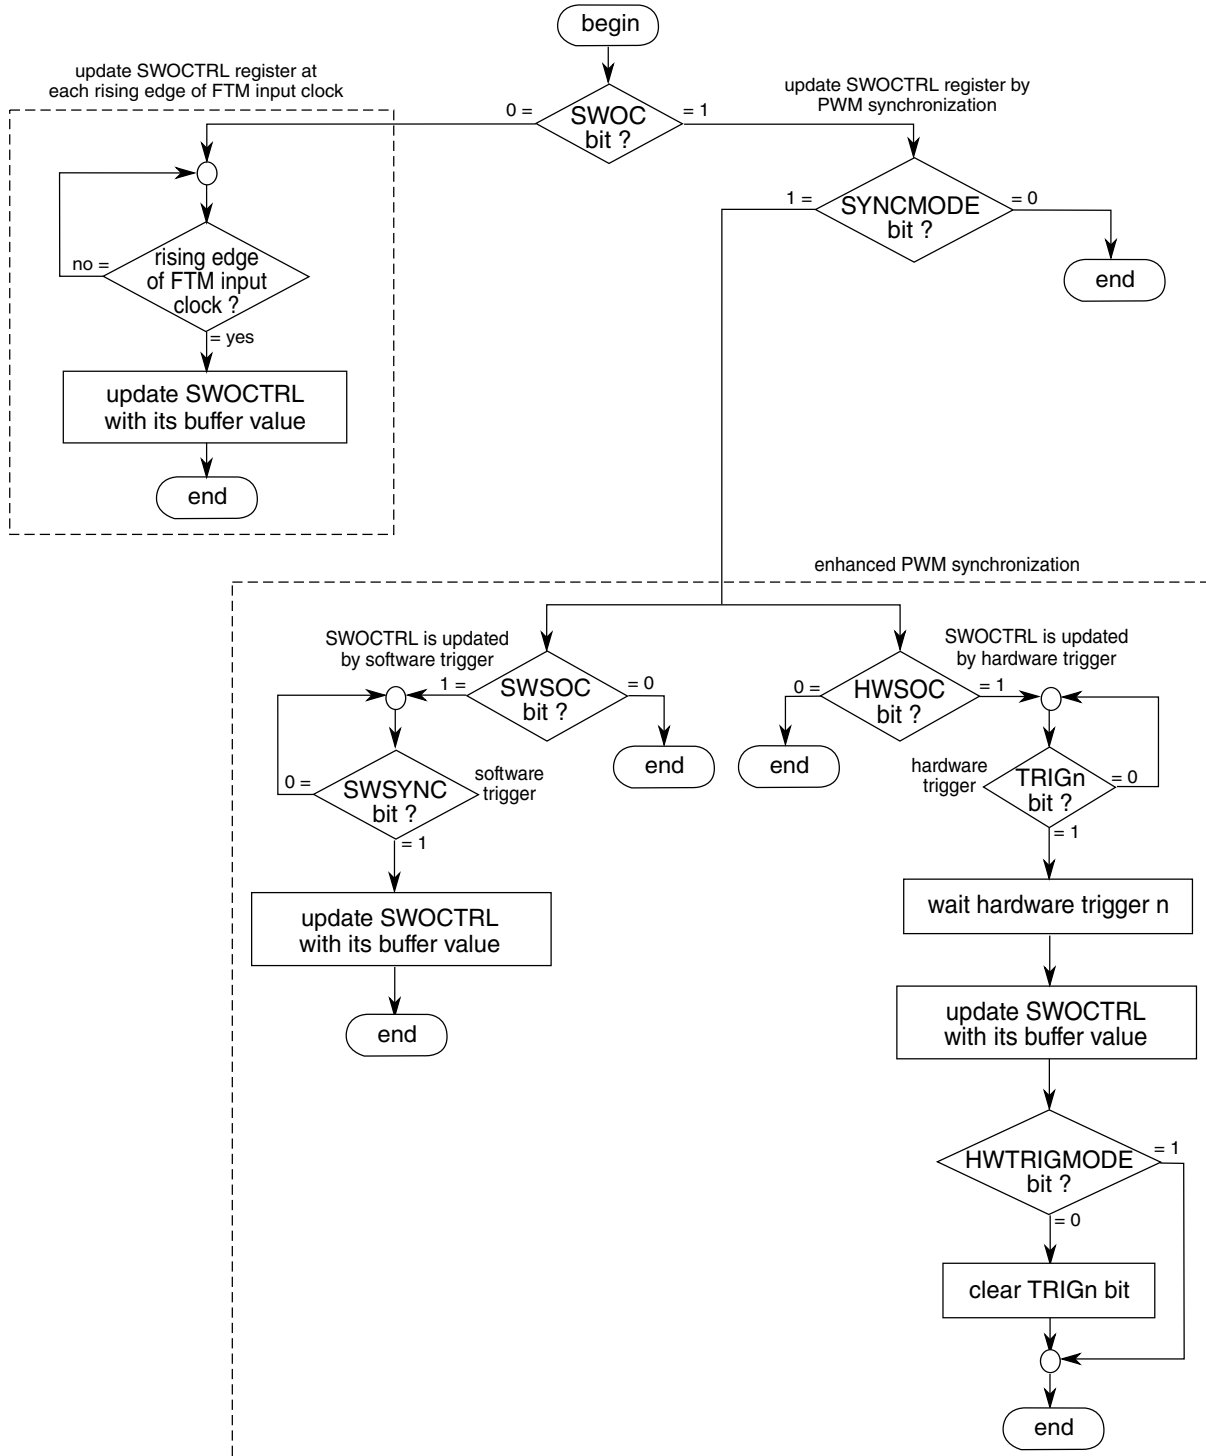 begin
update SWOCTRL register at
each rising edge of FTM input clock
update SWOCTRL register by
PWM synchronization
0 =
SWOC
bit ?
= 1
1 =
SYNCMODE
bit ?
= 0
end
no =
rising edge
of FTM input
clock ?
= yes
update SWOCTRL
with its buffer value
end
enhanced PWM synchronization
SWOCTRL is updated
by software trigger
1 =
SWSOC
bit ?
= 0
end
0 =
SWSYNC
bit ?
software
trigger
= 1
update SWOCTRL
with its buffer value
end
SWOCTRL is updated
by hardware trigger
0 =
HWSOC
bit ?
= 1
end
hardware
trigger
TRIGn
bit ?
= 0
= 1
wait hardware trigger n
update SWOCTRL
with its buffer value
HWTRIGMODE
bit ?
= 1
= 0
clear TRIGn bit
end